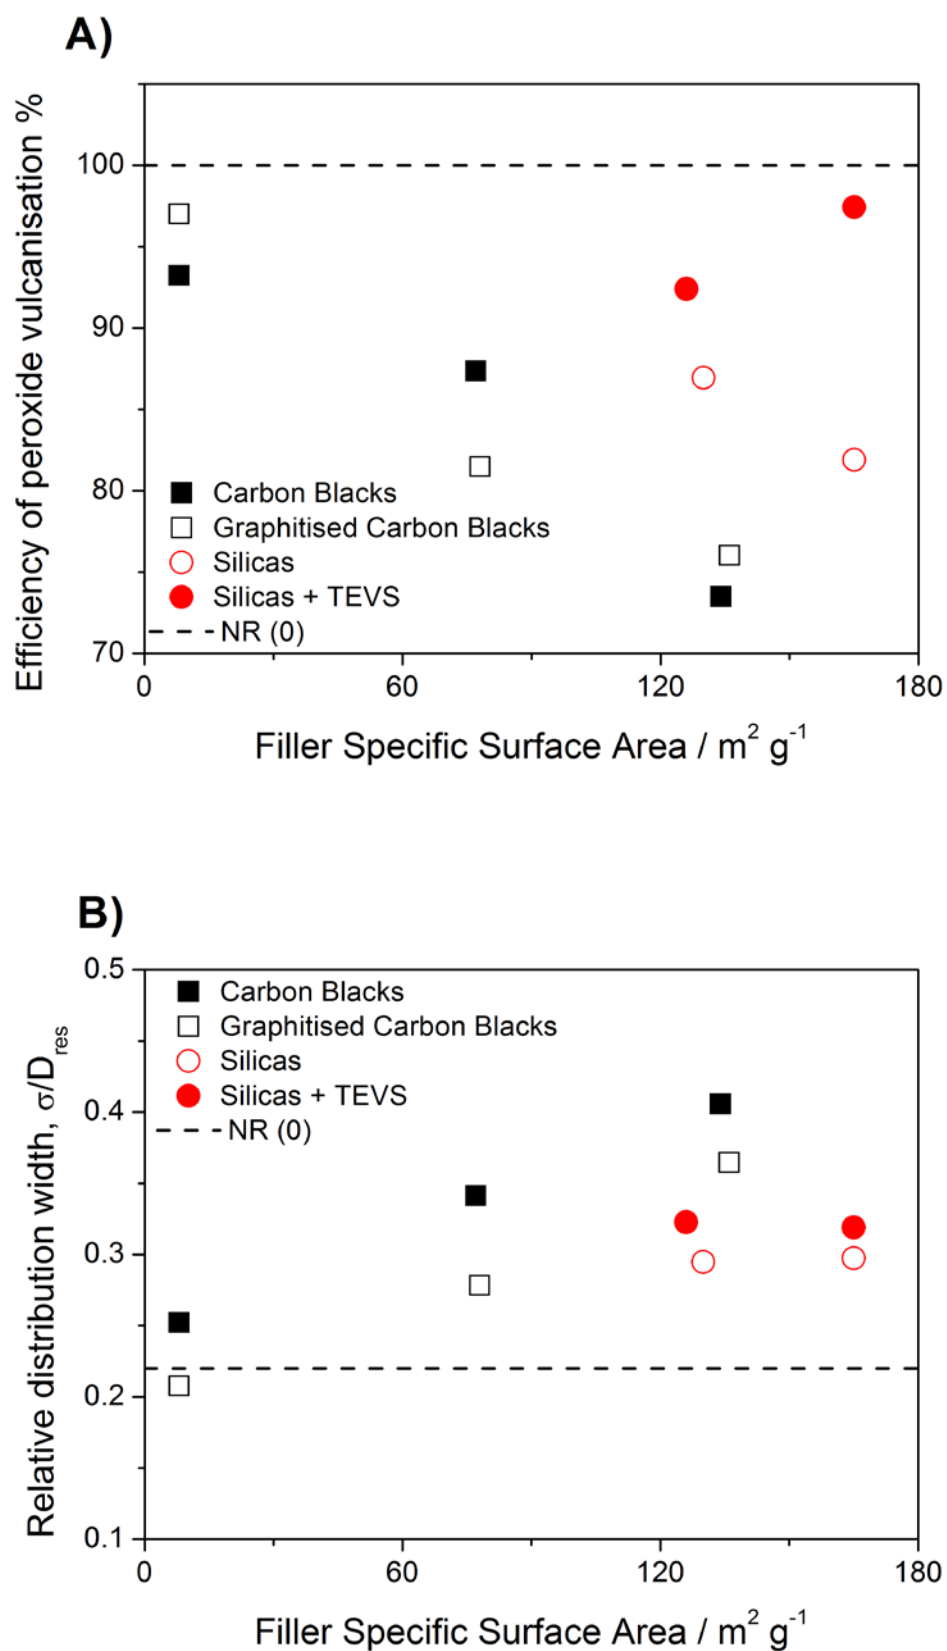 A)
Efficiency of peroxide vulcanisation %
100
90
80
70
Carbon Blacks
Graphitised Carbon Blacks
Silicas
Silicas + TEVS
NR (0)
0 60 120 180
Filler Specific Surface Area / m² g⁻¹
B)
Relative distribution width, σ/D_res
0.5
0.4
0.3
0.2
0.1
Carbon Blacks
Graphitised Carbon Blacks
Silicas
Silicas + TEVS
NR (0)
0 60 120 180
Filler Specific Surface Area / m² g⁻¹